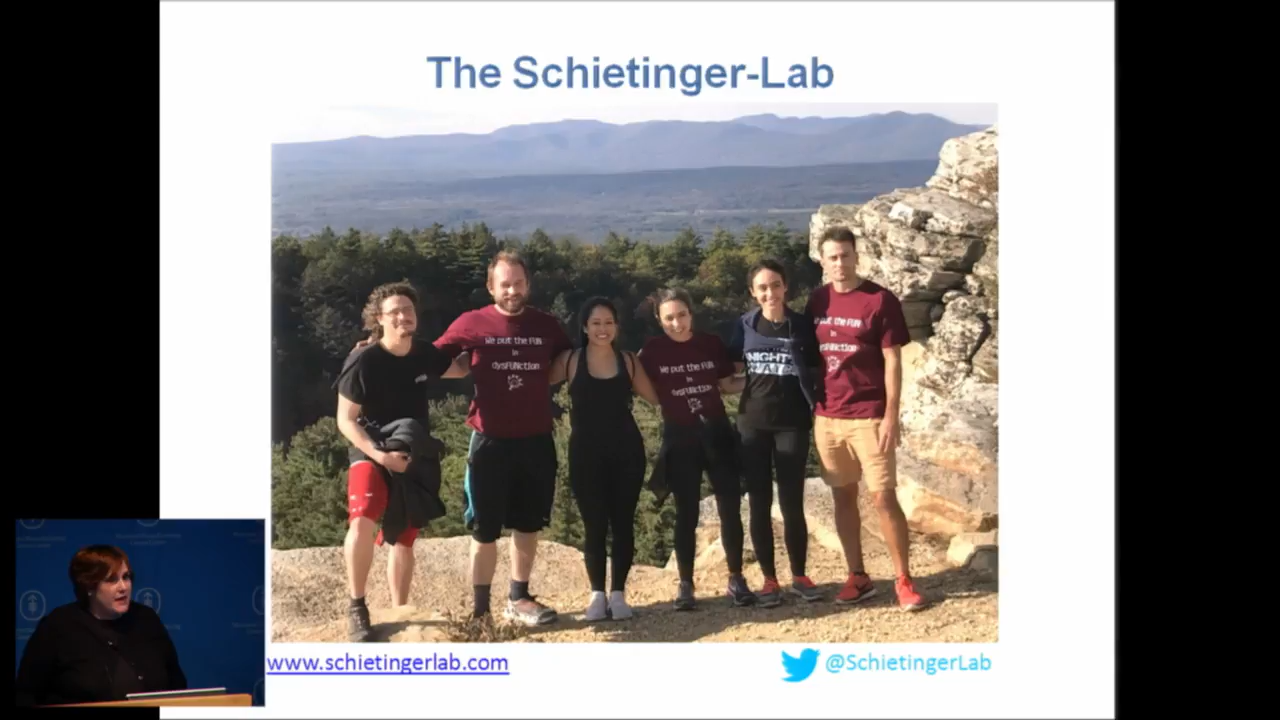 The Schietinger-Lab
We put the FUN
in
dysFUNction
We put the FUN
in
dysFUNction
NIGHT
We put the FUN
in
dysFUNction
www.schietingerlab.com
@SchietingerLab